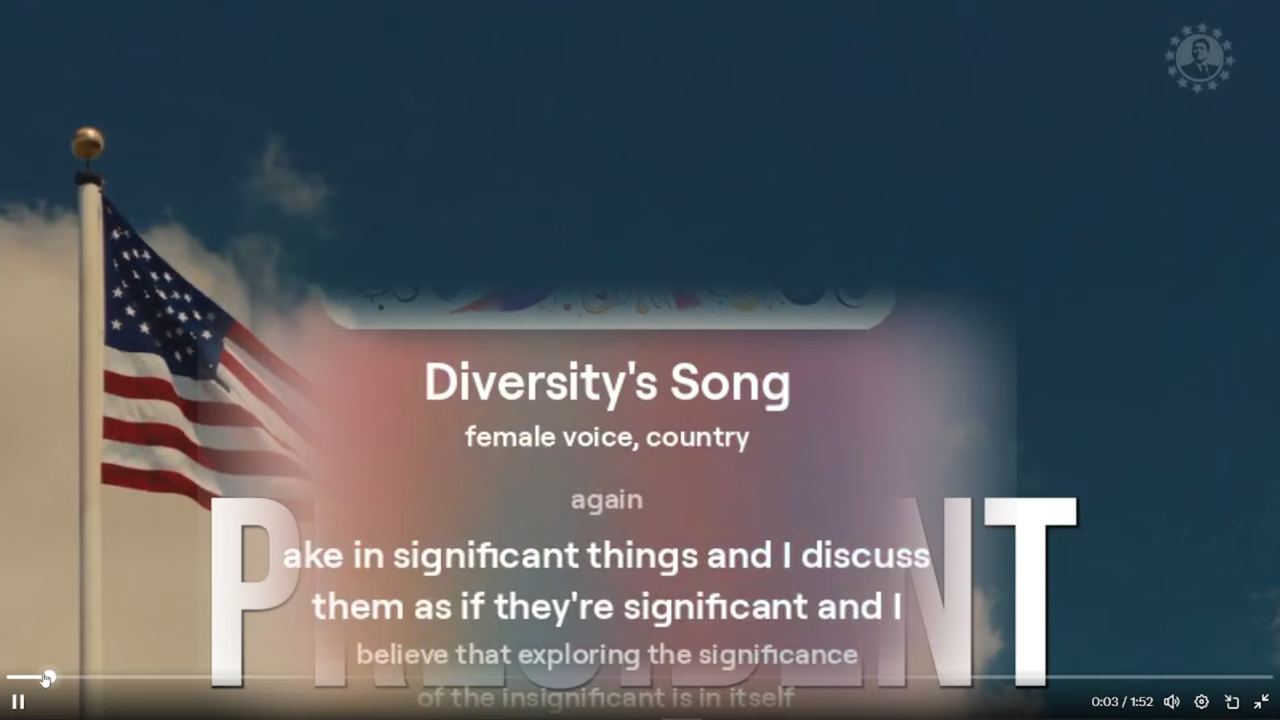 Diversity's Song
female voice, country
again
ake in significant things and I discuss
them as if they're significant and I
believe that exploring the significance
of the insignificant is in itself
PRESIDENT
0:03 / 1:52